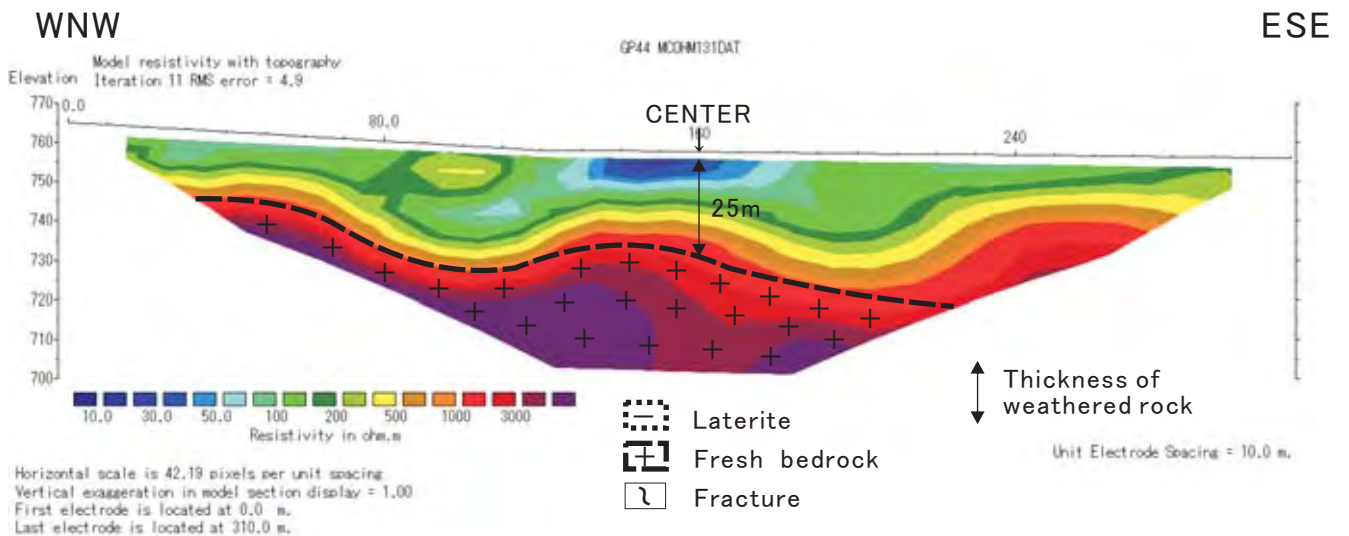 WNW
ESE
GP44 MCOHM131DAT
Model resistivity with topography
Elevation Iteration 11 RMS error = 4.9
770
0.0
80.0
CENTER
160
240
760
750
740
25m
730
720
710
700
10.0 30.0 50.0 100 200 500 1000 3000
Resistivity in ohm.m
Laterite
Fresh bedrock
Fracture
Thickness of
weathered rock
Unit Electrode Spacing = 10.0 m.
Horizontal scale is 42.19 pixels per unit spacing
Vertical exaggeration in model section display = 1.00
First electrode is located at 0.0 m.
Last electrode is located at 310.0 m.